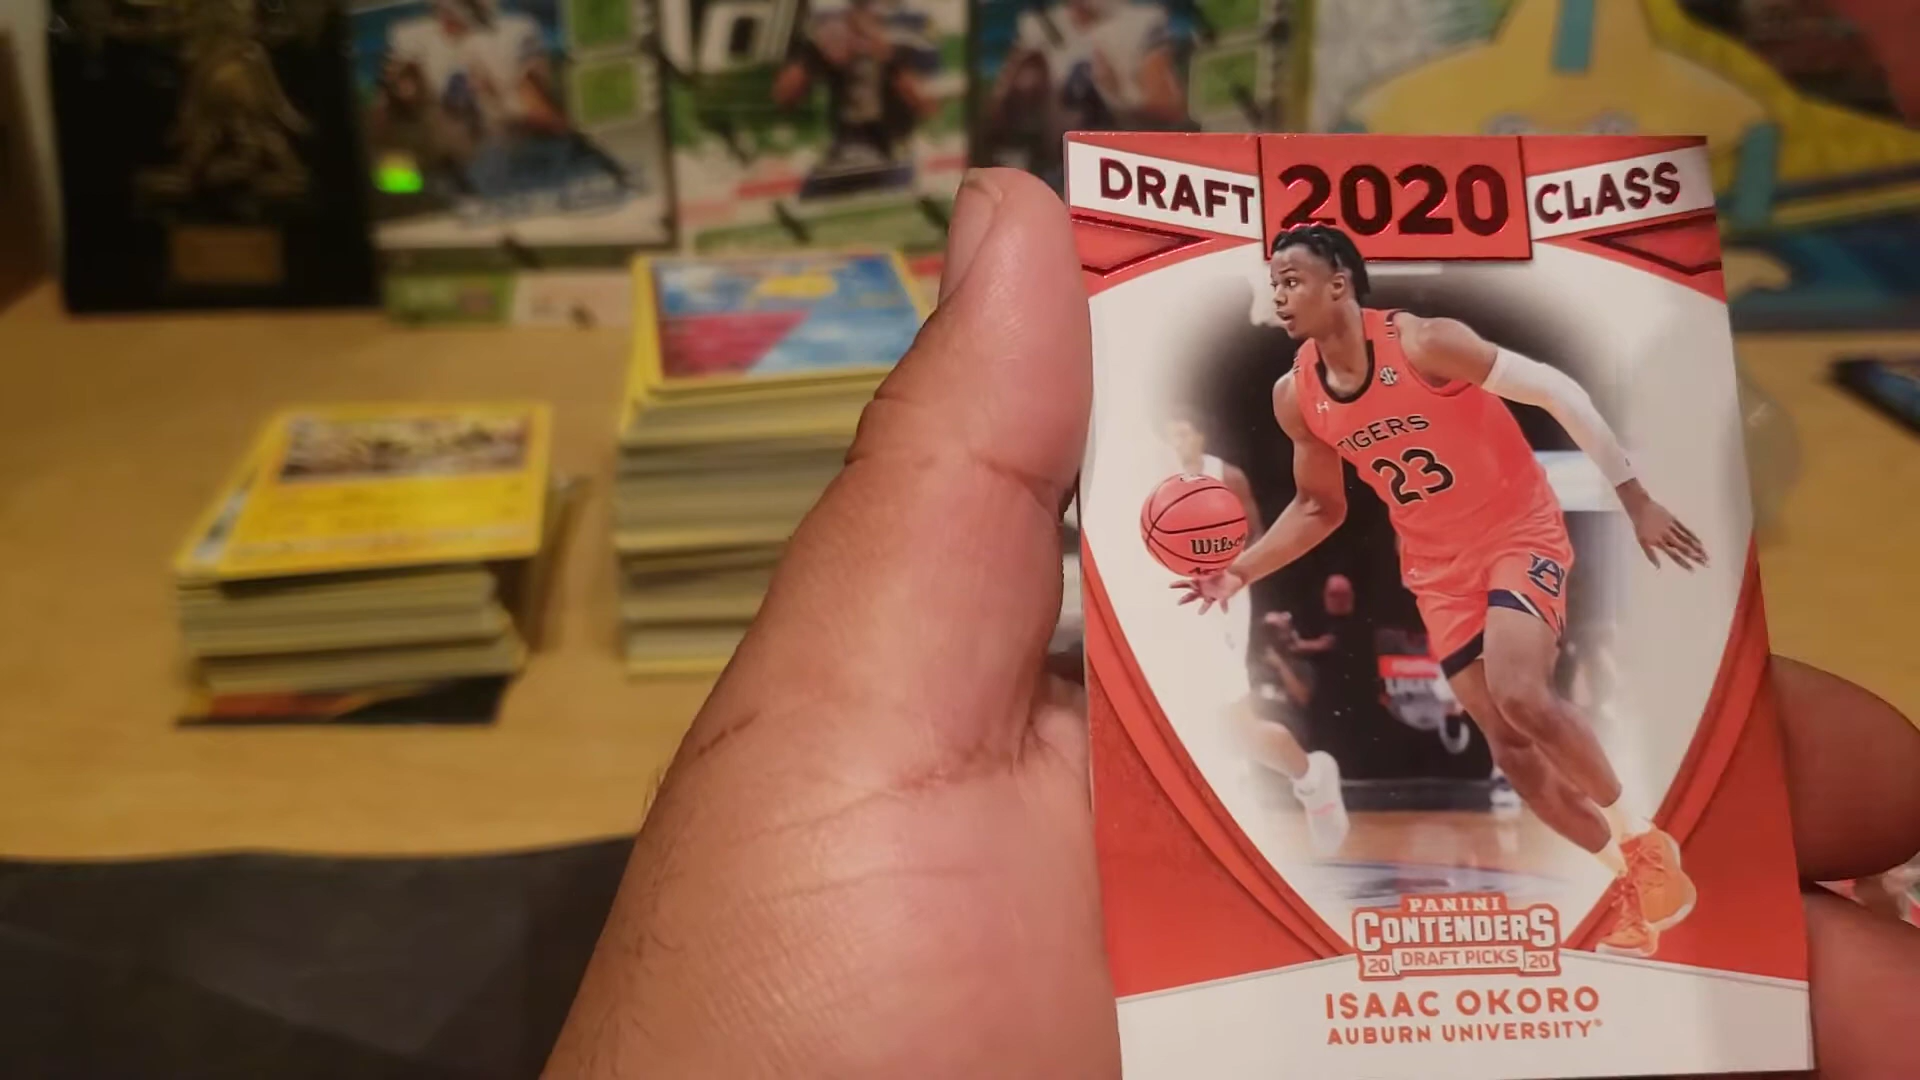 DRAFT 2020 CLASS
TIGERS
23
Wilson
PANINI
CONTENDERS
20 DRAFT PICKS 20
ISAAC OKORO
AUBURN UNIVERSITY®